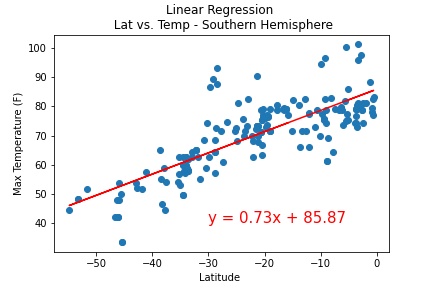 Linear Regression
Lat vs. Temp - Southern Hemisphere
Max Temperature (F)
100
90
80
70
60
50
40
y = 0.73x + 85.87
−50
−40
−30
−20
−10
0
Latitude